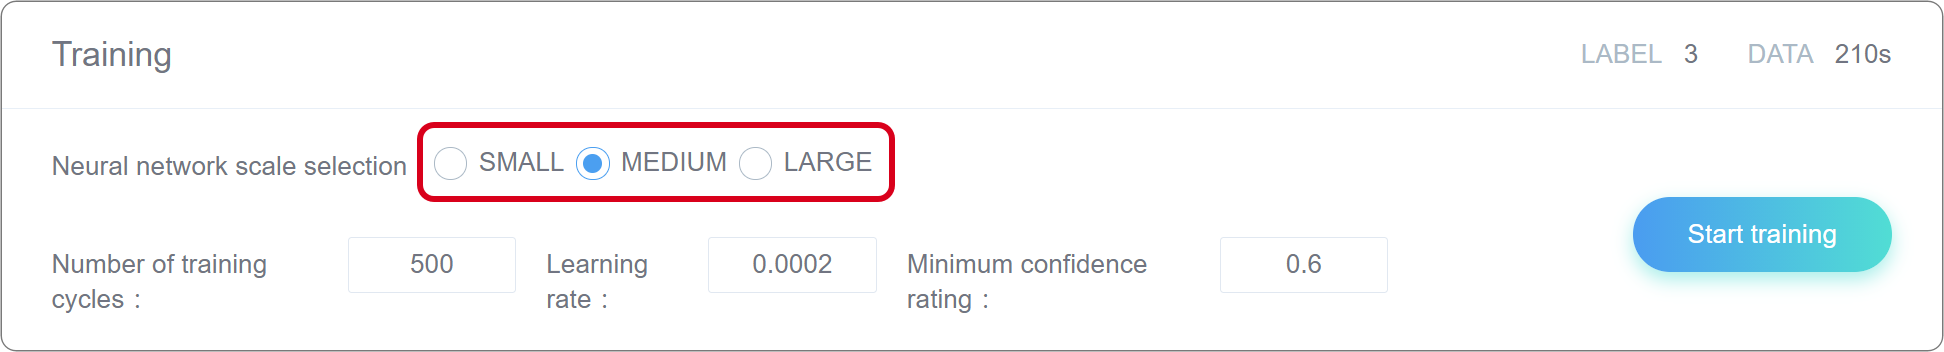 Training LABEL 3 DATA 210s
Neural network scale selection SMALL MEDIUM LARGE
Start training
Number of training cycles : 500 Learning rate : 0.0002 Minimum confidence rating : 0.6